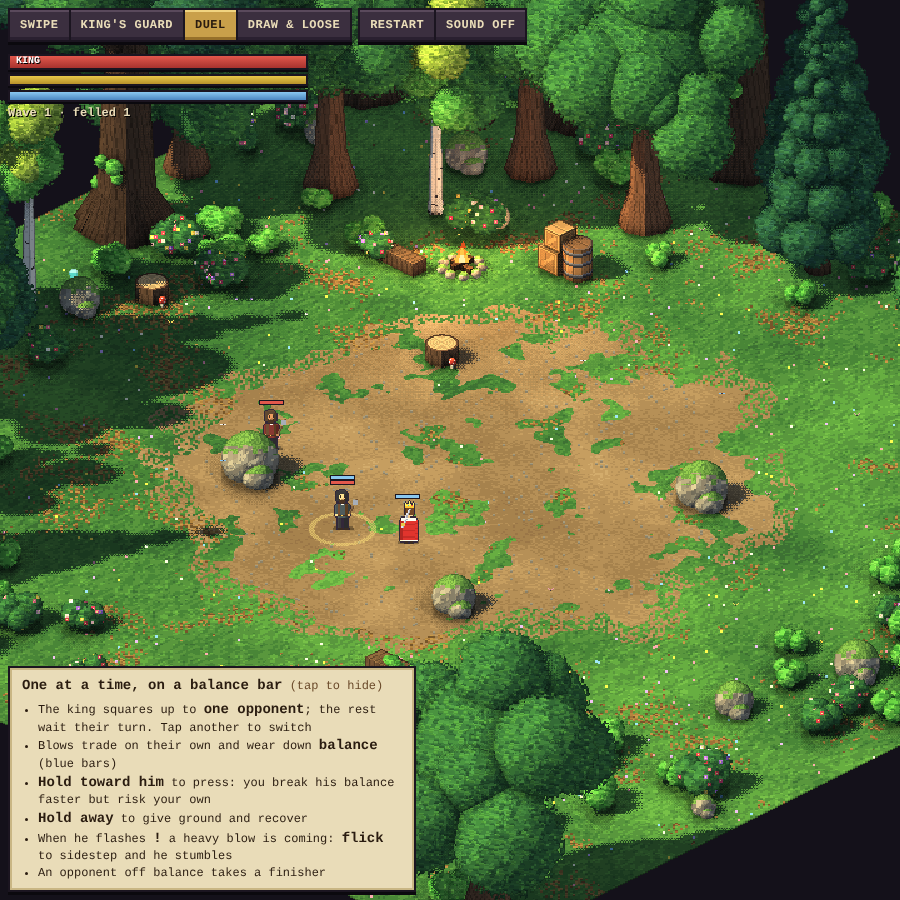 SWIPE KING'S GUARD DUEL DRAW & LOOSE RESTART SOUND OFF
KING
Wave 1 · felled 1
One at a time, on a balance bar (tap to hide)
• The king squares up to one opponent; the rest
wait their turn. Tap another to switch
• Blows trade on their own and wear down balance
(blue bars)
• Hold toward him to press: you break his balance
faster but risk your own
• Hold away to give ground and recover
• When he flashes ! a heavy blow is coming: flick
to sidestep and he stumbles
• An opponent off balance takes a finisher